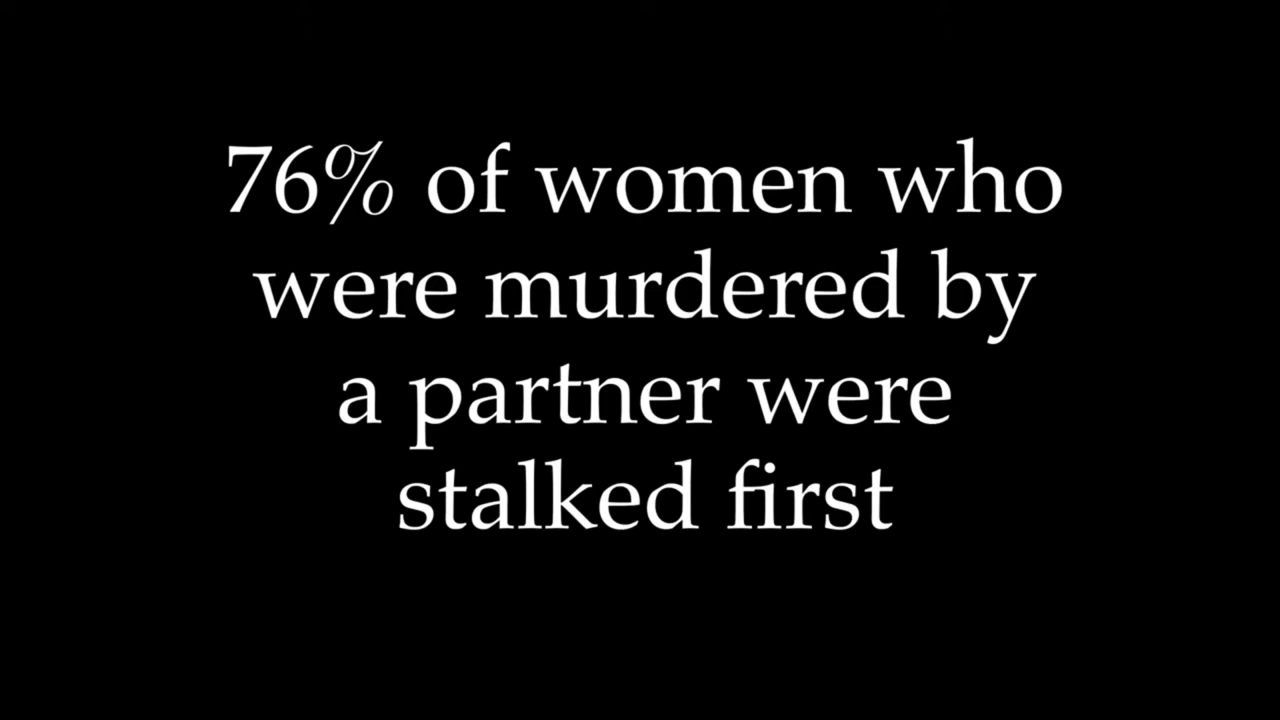 76% of women who
were murdered by
a partner were
stalked first